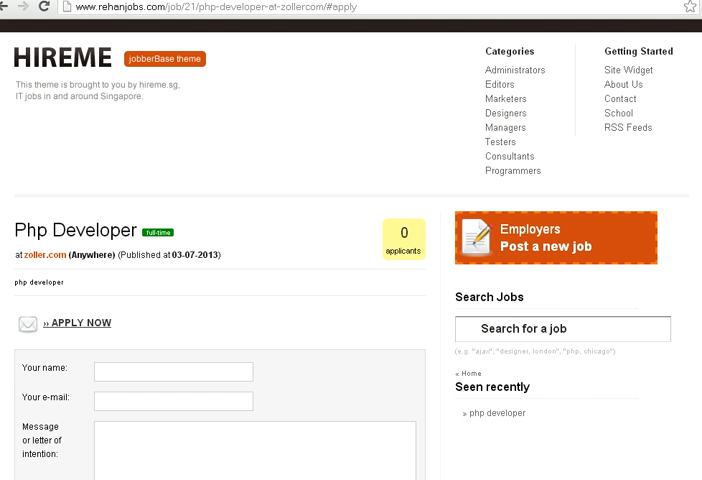 www.rehanjobs.com/job/21/php-developer-at-zollercom/#apply
HIREME
jobberBase theme
This theme is brought to you by hireme.sg,
IT jobs in and around Singapore.
Categories
Administrators
Editors
Marketers
Designers
Managers
Testers
Consultants
Programmers
Getting Started
Site Widget
About Us
Contact
School
RSS Feeds
Php Developer full-time
at zoller.com (Anywhere) (Published at 03-07-2013)
0
applicants
php developer
›› APPLY NOW
Your name:
Your e-mail:
Message
or letter of
intention:
Employers
Post a new job
Search Jobs
Search for a job
(e.g. "ajax", "designer, london", "php, chicago")
« Home
Seen recently
» php developer